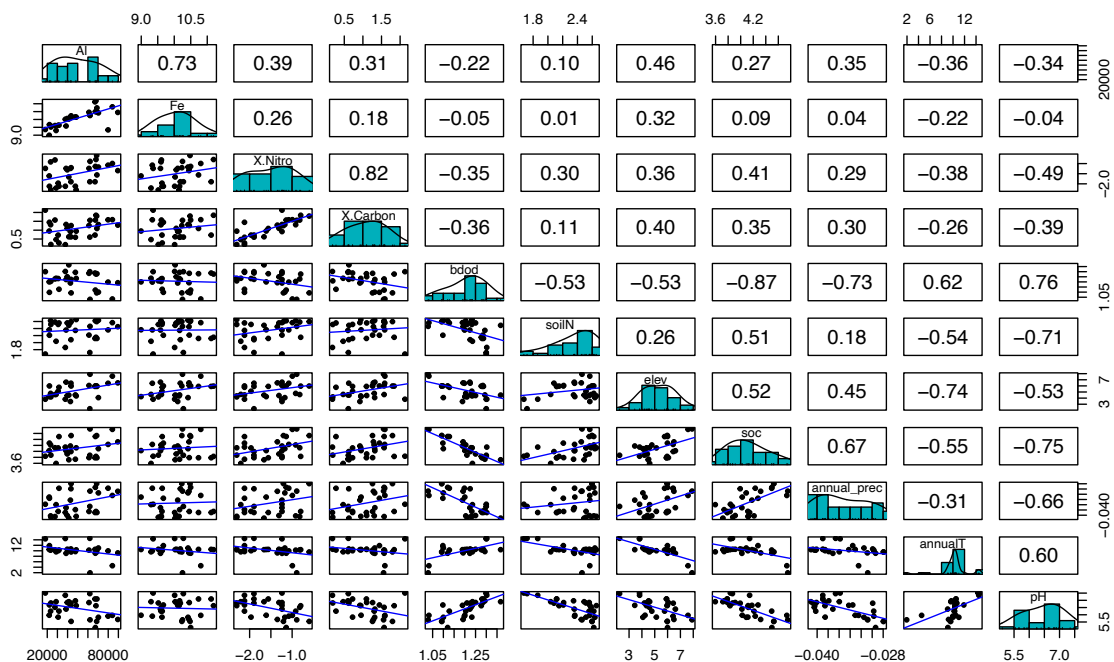 9.0 10.5 0.5 1.5 1.8 2.4 3.6 4.2 2 6 12
Al 0.73 0.39 0.31 −0.22 0.10 0.46 0.27 0.35 −0.36 −0.34 20000
9.0 Fe 0.26 0.18 −0.05 0.01 0.32 0.09 0.04 −0.22 −0.04
X.Nitro 0.82 −0.35 0.30 0.36 0.41 0.29 −0.38 −0.49 −2.0
0.5 X.Carbon −0.36 0.11 0.40 0.35 0.30 −0.26 −0.39
bdod −0.53 −0.53 −0.87 −0.73 0.62 0.76 1.05
1.8 soilN 0.26 0.51 0.18 −0.54 −0.71
elev 0.52 0.45 −0.74 −0.53 3 7
3.6 soc 0.67 −0.55 −0.75
annual_prec −0.31 −0.66 −0.040
2 12 annualT 0.60
pH 5.5
20000 80000 −2.0 −1.0 1.05 1.25 3 5 7 −0.040 −0.028 5.5 7.0